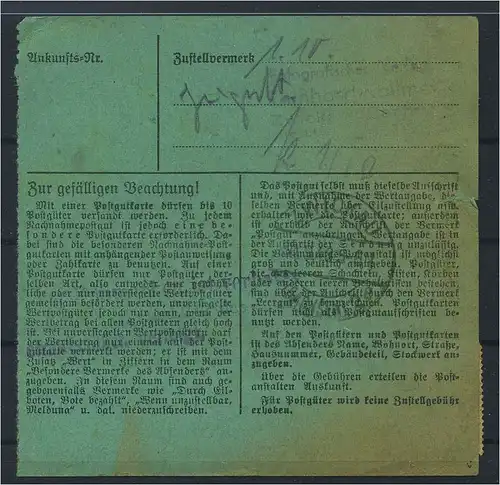 Ankunfts-Nr.
Zustellvermerk 1. 10.
Zur gefälligen Beachtung!
Mit einer Postgutkarte dürfen bis 10
Postgüter versandt werden. Zu jedem
Nachnahmepostgut ist jedoch eine be-
sondere Postgutkarte erforderlich. Da-
bei sind die besonderen Nachnahme-Post-
gutkarten mit anhängender Postanweisung
oder Zahlkarte zu benutzen. Auf einer
Postgutkarte dürfen nur Postgüter der-
selben Art, also entweder nur gewöhn-
liche oder nur unversiegelte Wertpostgüter
gemeinsam befördert werden, unversiegelte
Wertpostgüter jedoch nur dann, wenn der
Wertbetrag bei allen Postgütern gleich hoch
ist. Bei unversiegelten Wertpostgütern darf
der Wertbetrag nur einmal auf der Post-
gutkarte vermerkt werden; er ist mit dem
Zusatz „Wert" in Ziffern in dem Raum
„Besondere Vermerke des Absenders" an-
zugeben. In diesem Raum sind auch ge-
gebenenfalls Vermerke wie „Durch Eil-
boten, Bote bezahlt", „Wenn unzustellbar,
Meldung" u. dgl. niederzuschreiben.
Das Postgut selbst muß dieselbe Aufschrift
und, mit Ausnahme der Wertangabe, die-
selben Vermerke über Eilzustellung usw.
erhalten wie die Postgutkarte; außerdem
ist oberhalb der Aufschrift der Vermerk
„Postgut" anzubringen. Wertangabe ist
in der Aufschrift der Sendung unzulässig.
Die Bestimmungs-Postanstalt ist möglichst
groß und deutlich anzugeben. Postgüter,
die aus leeren Schachteln, Kisten, Körben
oder anderen leeren Behältnissen bestehen,
sind über der Aufschrift mit dem Vermerk
„Leergut" Postkarten
dürfen nicht als Postgutaufschriften be-
nutzt werden.
Auf den Postgütern und Postgutkarten
ist des Absenders Name, Wohnort, Straße,
Hausnummer, Gebäudeteil, Stockwerk an-
zugeben.
Über die Gebühren erteilen die Post-
anstalten Auskunft.
Für Postgüter wird keine Zustellgebühr
erhoben.